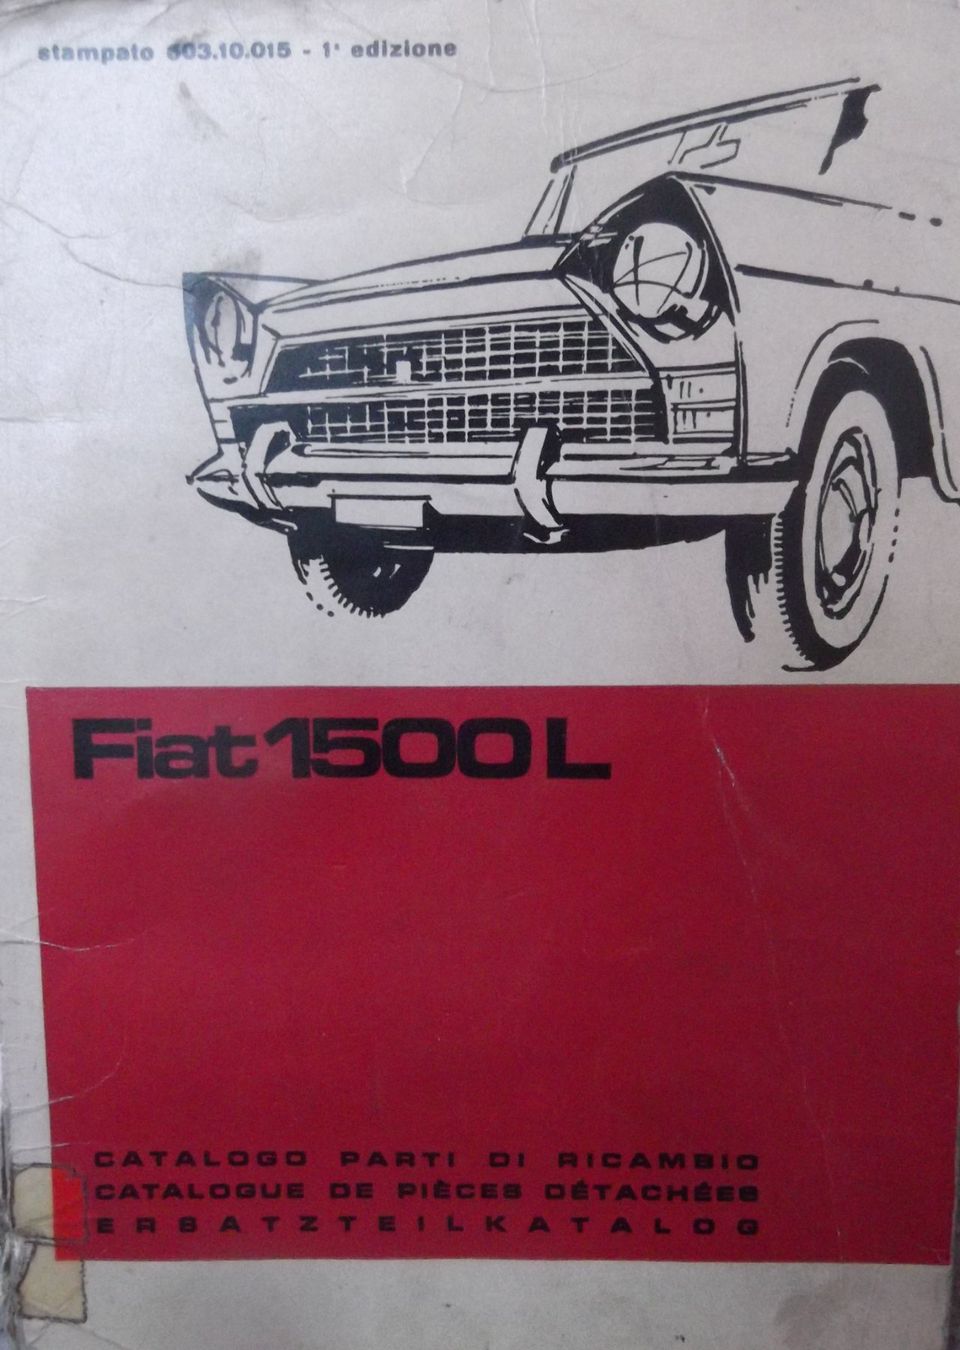 stampato 603.10.015 - 1ª edizione
Fiat 1500 L
CATALOGO PARTI DI RICAMBIO
CATALOGUE DE PIÈCES DÉTACHÉES
ERSATZTEILKATALOG